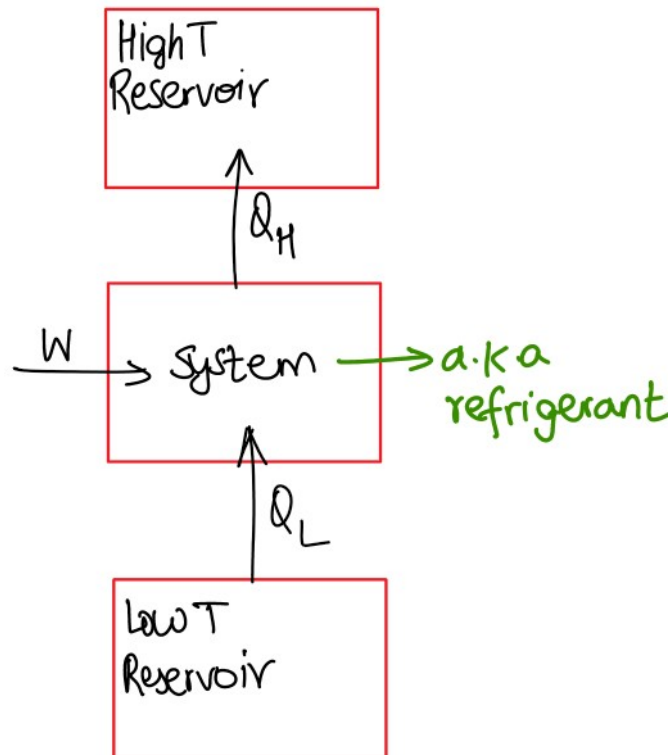 High T
Reservoir
Q_H
W
system
a.k.a
refrigerant
Q_L
Low T
Reservoir